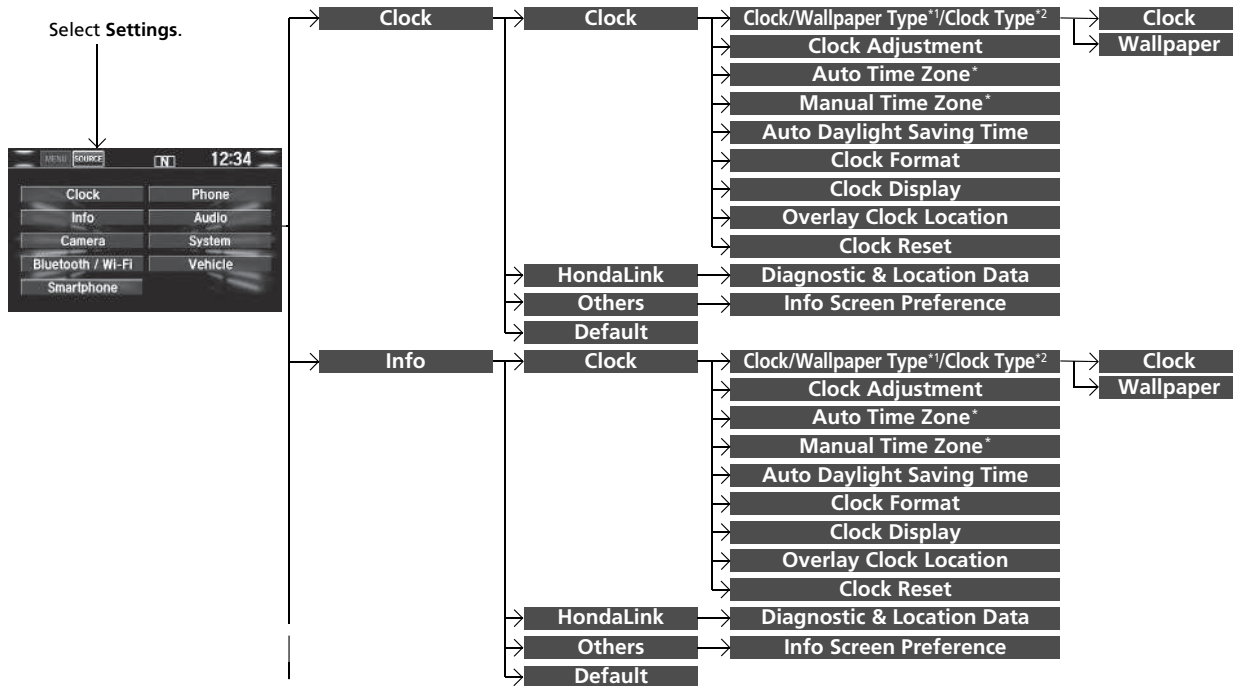 Select Settings.
MENU SOURCE N 12:34
Clock Phone
Info Audio
Camera System
Bluetooth / Wi-Fi Vehicle
Smartphone
Clock
Clock
Clock/Wallpaper Type*1/Clock Type*2
Clock
Wallpaper
Clock Adjustment
Auto Time Zone*
Manual Time Zone*
Auto Daylight Saving Time
Clock Format
Clock Display
Overlay Clock Location
Clock Reset
HondaLink
Diagnostic & Location Data
Others
Info Screen Preference
Default
Info
Clock
Clock/Wallpaper Type*1/Clock Type*2
Clock
Wallpaper
Clock Adjustment
Auto Time Zone*
Manual Time Zone*
Auto Daylight Saving Time
Clock Format
Clock Display
Overlay Clock Location
Clock Reset
HondaLink
Diagnostic & Location Data
Others
Info Screen Preference
Default